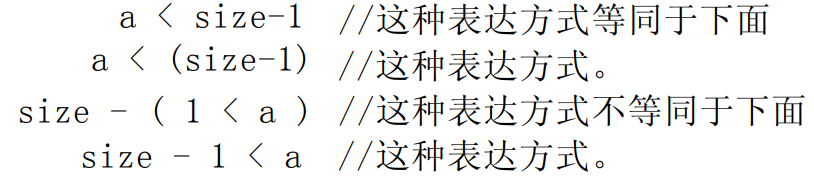 a < size-1 //这种表达方式等同于下面
a < (size-1) //这种表达方式。
size - ( 1 < a ) //这种表达方式不等同于下面
size - 1 < a //这种表达方式。